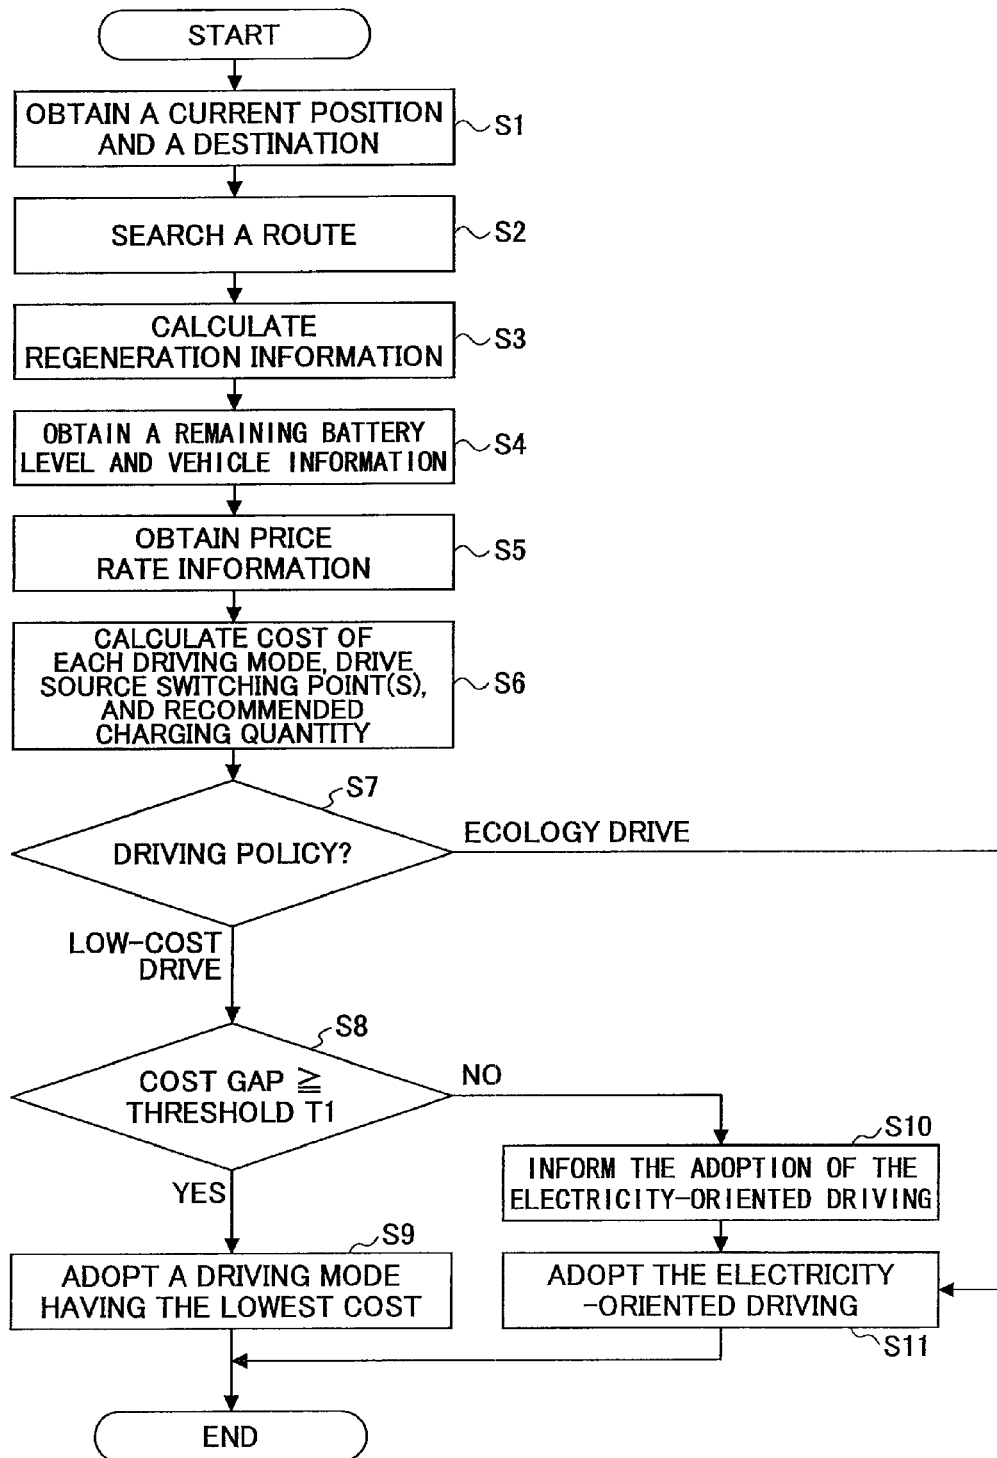 START
OBTAIN A CURRENT POSITION
AND A DESTINATION
S1
SEARCH A ROUTE
S2
CALCULATE
REGENERATION INFORMATION
S3
OBTAIN A REMAINING BATTERY
LEVEL AND VEHICLE INFORMATION
S4
OBTAIN PRICE
RATE INFORMATION
S5
CALCULATE COST OF
EACH DRIVING MODE, DRIVE
SOURCE SWITCHING POINT(S),
AND RECOMMENDED
CHARGING QUANTITY
S6
S7
DRIVING POLICY?
ECOLOGY DRIVE
LOW-COST
DRIVE
S8
COST GAP ≧
THRESHOLD T1
NO
YES
S10
INFORM THE ADOPTION OF THE
ELECTRICITY-ORIENTED DRIVING
S9
ADOPT A DRIVING MODE
HAVING THE LOWEST COST
ADOPT THE ELECTRICITY
-ORIENTED DRIVING
S11
END